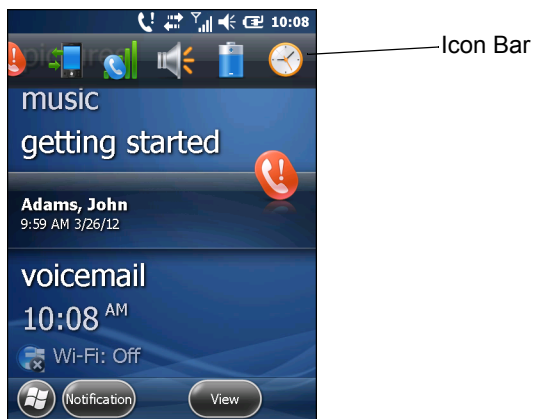 10:08
Icon Bar
pictures
music
getting started
Adams, John
9:59 AM 3/26/12
voicemail
10:08 AM
Wi-Fi: Off
Notification
View